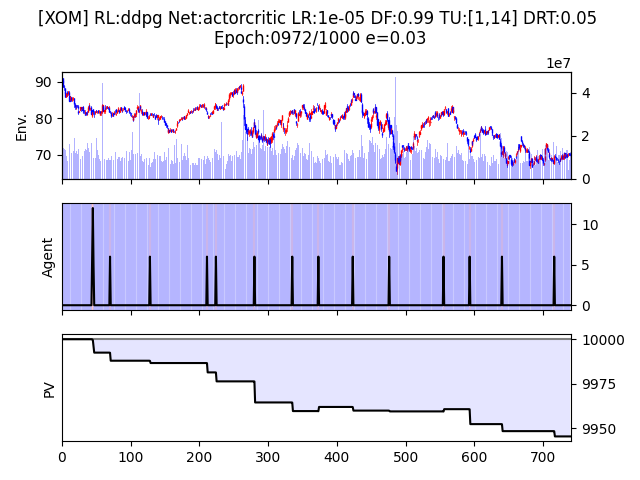 [XOM] RL:ddpg Net:actorcritic LR:1e-05 DF:0.99 TU:[1,14] DRT:0.05
Epoch:0972/1000 e=0.03
1e7
90
80
70
Env.
4
2
0
Agent
10
5
0
PV
10000
9975
9950
0 100 200 300 400 500 600 700